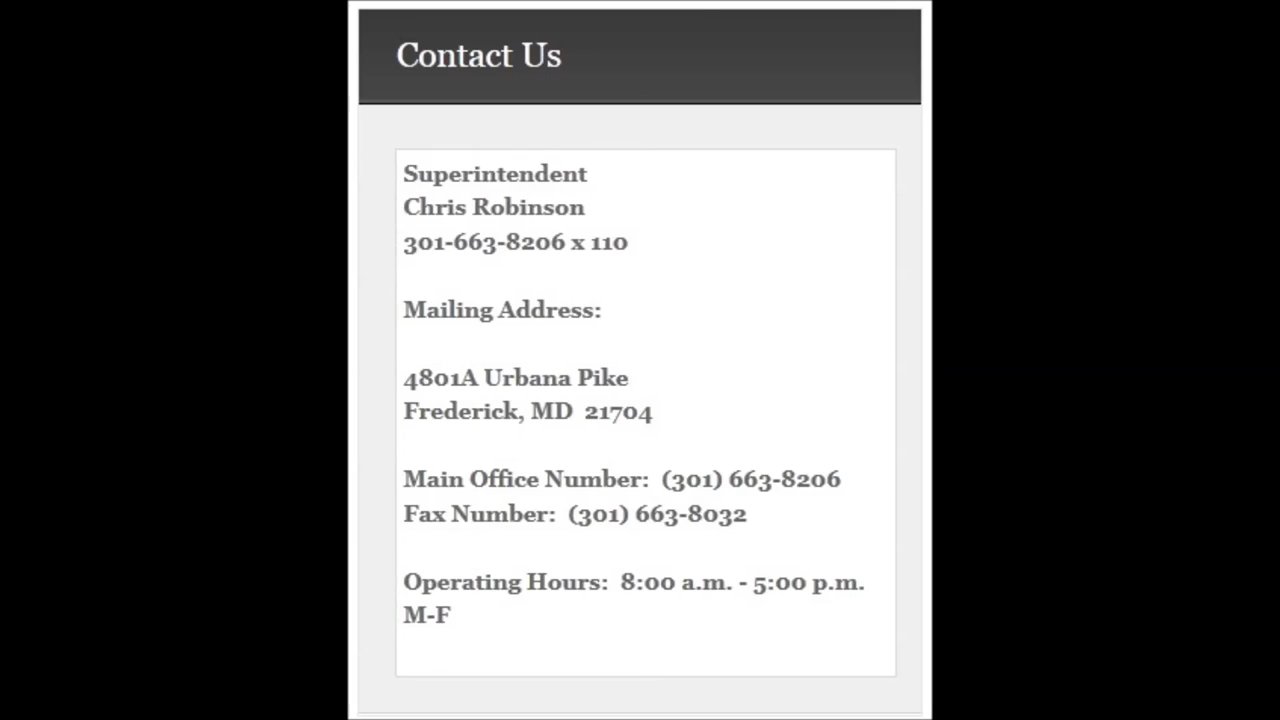 Contact Us
Superintendent
Chris Robinson
301-663-8206 x 110
Mailing Address:
4801A Urbana Pike
Frederick, MD  21704
Main Office Number:  (301) 663-8206
Fax Number:  (301) 663-8032
Operating Hours:  8:00 a.m. - 5:00 p.m.
M-F